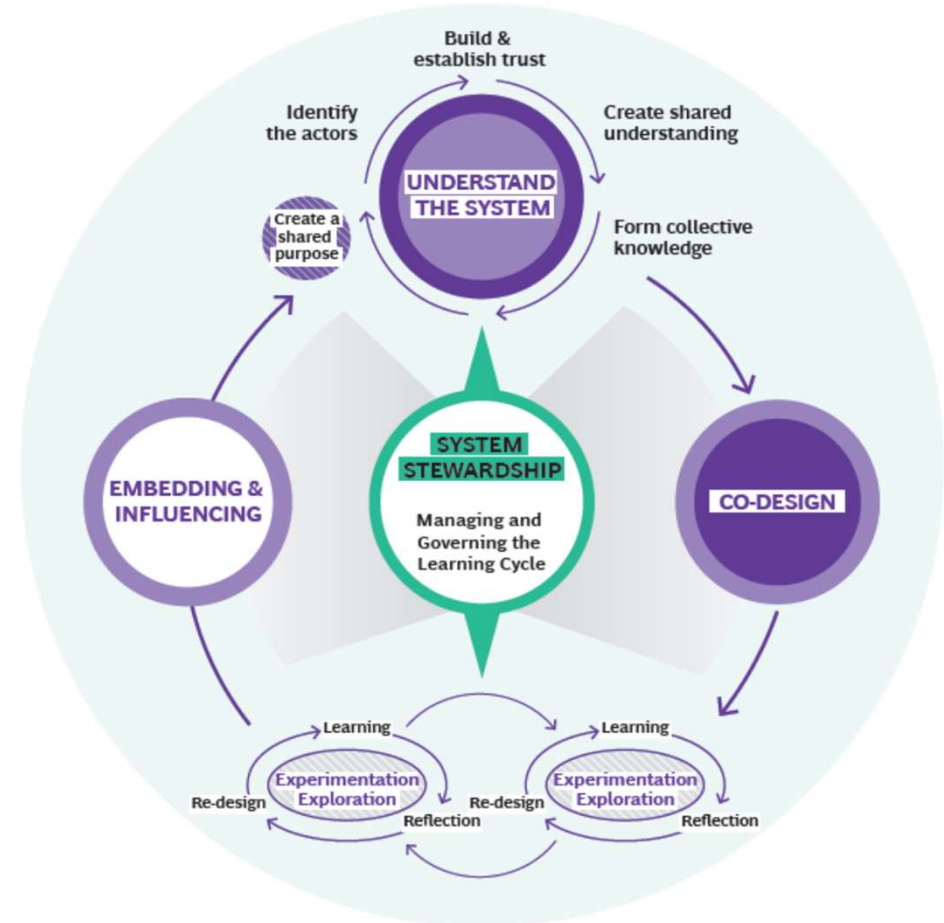 Build &
establish trust
Identify
the actors
Create shared
understanding
UNDERSTAND
THE SYSTEM
Create a
shared
purpose
Form collective
knowledge
SYSTEM
STEWARDSHIP
Managing and
Governing the
Learning Cycle
EMBEDDING &
INFLUENCING
CO-DESIGN
Learning
Experimentation
Exploration
Re-design
Reflection
Learning
Experimentation
Exploration
Re-design
Reflection